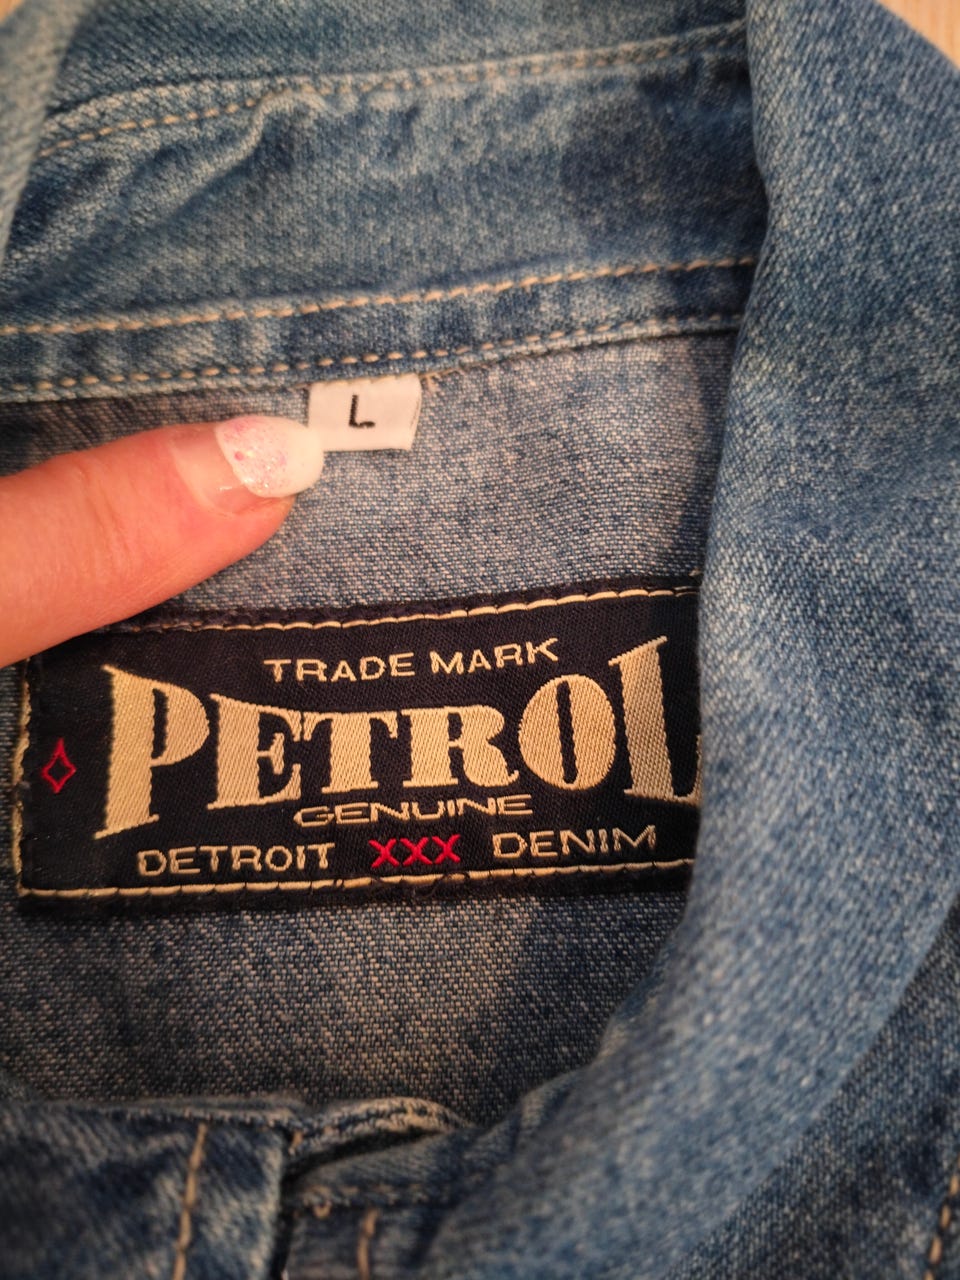 L
TRADE MARK
PETROL
GENUINE
DETROIT XXX DENIM